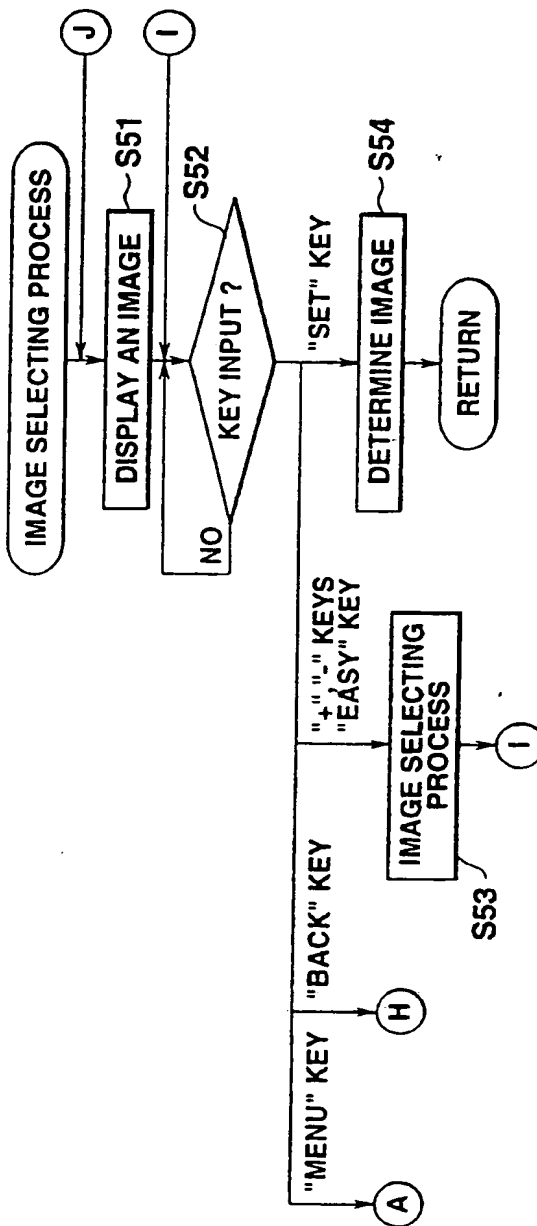 IMAGE SELECTING PROCESS
J
DISPLAY AN IMAGE
S51
I
S52
KEY INPUT ?
NO
"MENU" KEY
"BACK" KEY
"+" "-" KEYS,
"EASY" KEY
"SET" KEY
A
H
IMAGE SELECTING
PROCESS
S53
I
DETERMINE IMAGE
S54
RETURN